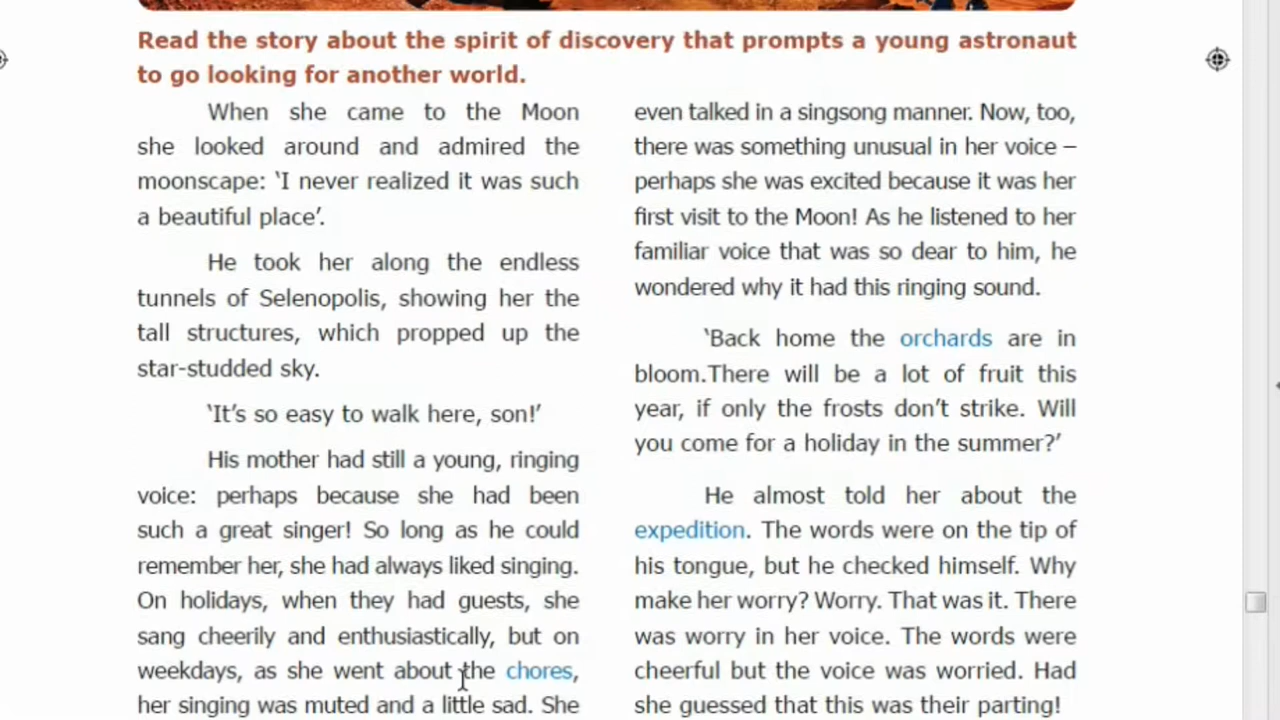 Read the story about the spirit of discovery that prompts a young astronaut
to go looking for another world.
When she came to the Moon
she looked around and admired the
moonscape: ‘I never realized it was such
a beautiful place’.
He took her along the endless
tunnels of Selenopolis, showing her the
tall structures, which propped up the
star-studded sky.
‘It’s so easy to walk here, son!’
His mother had still a young, ringing
voice: perhaps because she had been
such a great singer! So long as he could
remember her, she had always liked singing.
On holidays, when they had guests, she
sang cheerily and enthusiastically, but on
weekdays, as she went about the chores,
her singing was muted and a little sad. She
even talked in a singsong manner. Now, too,
there was something unusual in her voice –
perhaps she was excited because it was her
first visit to the Moon! As he listened to her
familiar voice that was so dear to him, he
wondered why it had this ringing sound.
‘Back home the orchards are in
bloom.There will be a lot of fruit this
year, if only the frosts don’t strike. Will
you come for a holiday in the summer?’
He almost told her about the
expedition. The words were on the tip of
his tongue, but he checked himself. Why
make her worry? Worry. That was it. There
was worry in her voice. The words were
cheerful but the voice was worried. Had
she guessed that this was their parting!